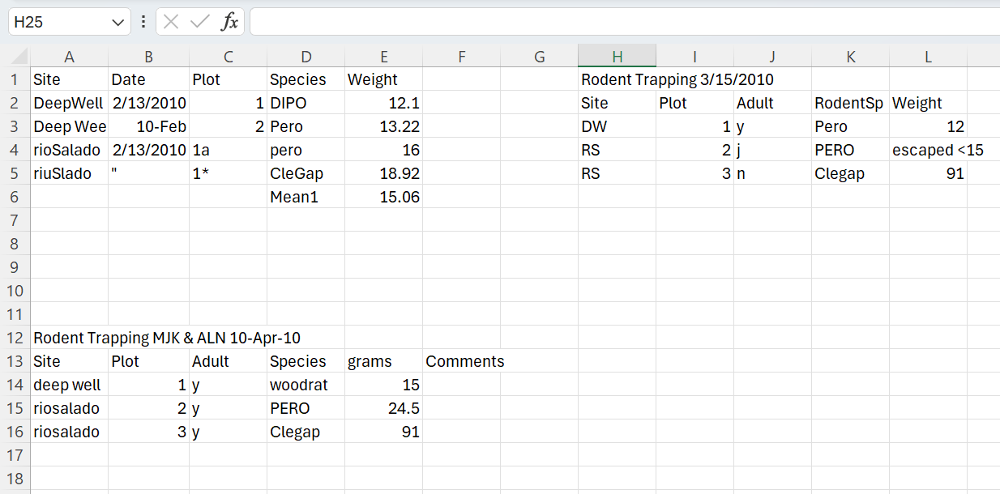 H25 fx
A B C D E F G H I J K L
1 Site Date Plot Species Weight Rodent Trapping 3/15/2010
2 DeepWell 2/13/2010 1 DIPO 12.1 Site Plot Adult RodentSp Weight
3 Deep Wee 10-Feb 2 Pero 13.22 DW 1 y Pero 12
4 rioSalado 2/13/2010 1a pero 16 RS 2 j PERO escaped <15
5 riuSlado " 1* CleGap 18.92 RS 3 n Clegap 91
6 Mean1 15.06
7
8
9
10
11
12 Rodent Trapping MJK & ALN 10-Apr-10
13 Site Plot Adult Species grams Comments
14 deep well 1 y woodrat 15
15 riosalado 2 y PERO 24.5
16 riosalado 3 y Clegap 91
17
18